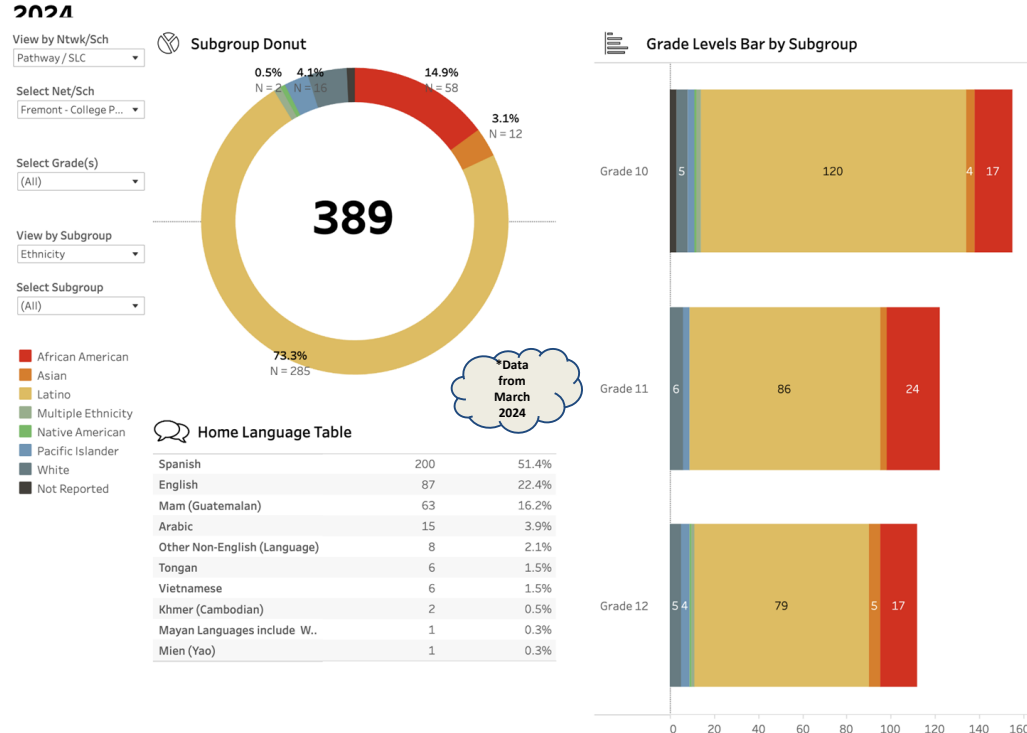 2024
View by Ntwk/Sch
Pathway / SLC
Select Net/Sch
Fremont - College P...
Select Grade(s)
(All)
View by Subgroup
Ethnicity
Select Subgroup
(All)
African American
Asian
Latino
Multiple Ethnicity
Native American
Pacific Islander
White
Not Reported
Subgroup Donut
0.5%
N = 2
4.1%
N = 16
14.9%
N = 58
3.1%
N = 12
389
73.3%
N = 285
*Data
from
March
2024
Home Language Table
Spanish 200 51.4%
English 87 22.4%
Mam (Guatemalan) 63 16.2%
Arabic 15 3.9%
Other Non-English (Language) 8 2.1%
Tongan 6 1.5%
Vietnamese 6 1.5%
Khmer (Cambodian) 2 0.5%
Mayan Languages include W.. 1 0.3%
Mien (Yao) 1 0.3%
Grade Levels Bar by Subgroup
Grade 10 5 120 4 17
Grade 11 6 86 24
Grade 12 5 4 79 5 17
0 20 40 60 80 100 120 140 160